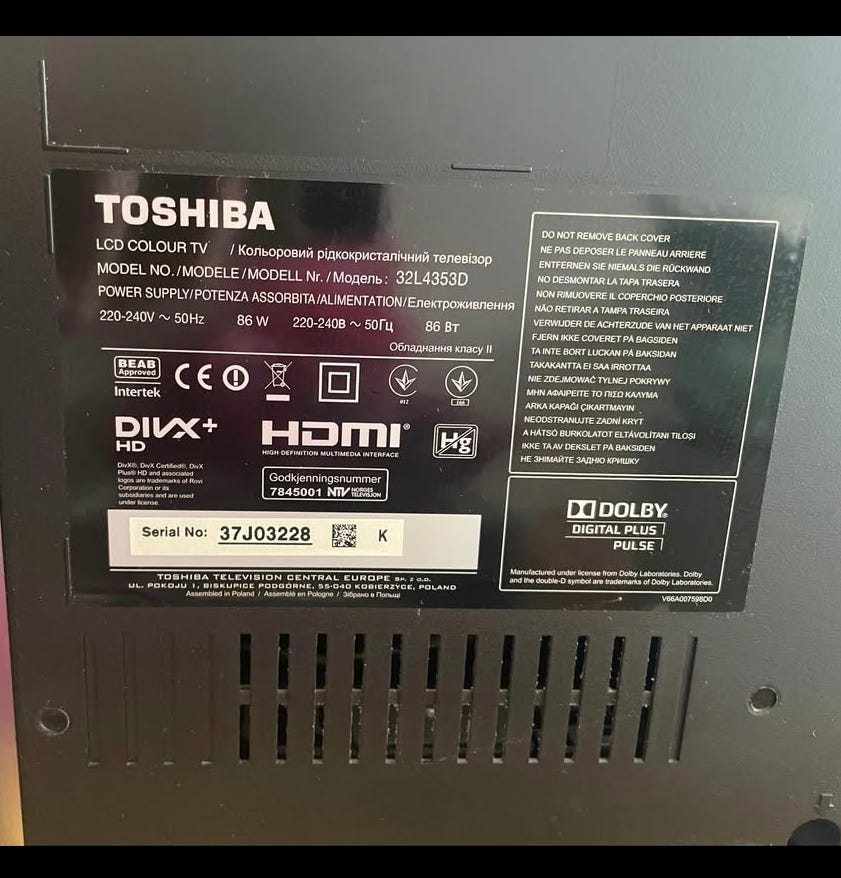 TOSHIBA
LCD COLOUR TV / Кольоровий рідкокристалічний телевізор
MODEL NO./MODELE/MODELL Nr./Модель: 32L4353D
POWER SUPPLY/POTENZA ASSORBITA/ALIMENTATION/Електроживлення
220-240V ~ 50Hz 86 W 220-240В ~ 50Гц 86 Вт
Обладнання класу II
BEAB
Approved
Intertek
CE
012
DIVX+
HD
HDMI®
HIGH-DEFINITION MULTIMEDIA INTERFACE
Hg
DivX®, DivX Certified®, DivX
Plus® HD and associated
logos are trademarks of Rovi
Corporation or its
subsidiaries and are used
under license.
Godkjenningsnummer
7845001 NTV NORGES
TELEVISJON
Serial No: 37J03228 K
TOSHIBA TELEVISION CENTRAL EUROPE SP. Z O.O.
UL. POKOJU 1, BISKUPICE PODGÓRNE, 55-040 KOBIERZYCE, POLAND
Assembled in Poland / Assemblé en Pologne / Зібрано в Польщі
DO NOT REMOVE BACK COVER
NE PAS DEPOSER LE PANNEAU ARRIERE
ENTFERNEN SIE NIEMALS DIE RÜCKWAND
NO DESMONTAR LA TAPA TRASERA
NON RIMUOVERE IL COPERCHIO POSTERIORE
NÃO RETIRAR A TAMPA TRASEIRA
VERWIJDER DE ACHTERZUDE VAN HET APPARAAT NIET
FJERN IKKE COVERET PÅ BAGSIDEN
TA INTE BORT LUCKAN PÅ BAKSIDAN
TAKAKANTTA EI SAA IRROTTAA
NIE ZDEJMOWAĆ TYLNEJ POKRYWY
ΜΗΝ ΑΦΑΙΡΕΙΤΕ ΤΟ ΠΙΣΩ ΚΑΛΥΜΑ
ARKA KAPAĞI ÇIKARTMAYIN
NEODSTRANUJTE ZADNÍ KRYT
A HÁTSÓ BURKOLATOT ELTÁVOLÍTANI TILOSI
IKKE TA AV DEKSLET PÅ BAKSIDEN
НЕ ЗНІМАЙТЕ ЗАДНЮ КРИШКУ
DOLBY.
DIGITAL PLUS
PULSE
Manufactured under license from Dolby Laboratories. Dolby
and the double-D symbol are trademarks of Dolby Laboratories.
V66A007598D0